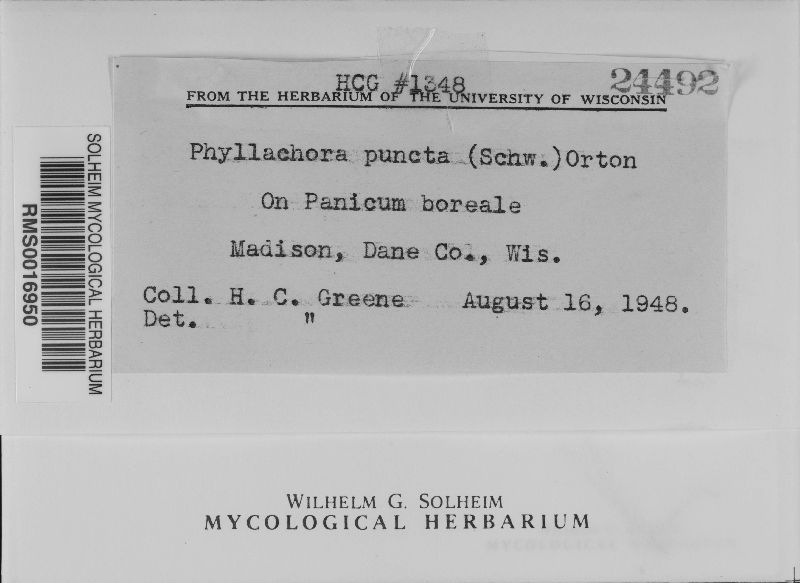 HCG #1348
24492
FROM THE HERBARIUM OF THE UNIVERSITY OF WISCONSIN
Phyllachora puncta (Schw.)Orton
On Panicum boreale
Madison, Dane Co., Wis.
Coll. H. C. Greene August 16, 1948.
Det. "
SOLHEIM MYCOLOGICAL HERBARIUM
RMS0016950
WILHELM G. SOLHEIM
MYCOLOGICAL HERBARIUM